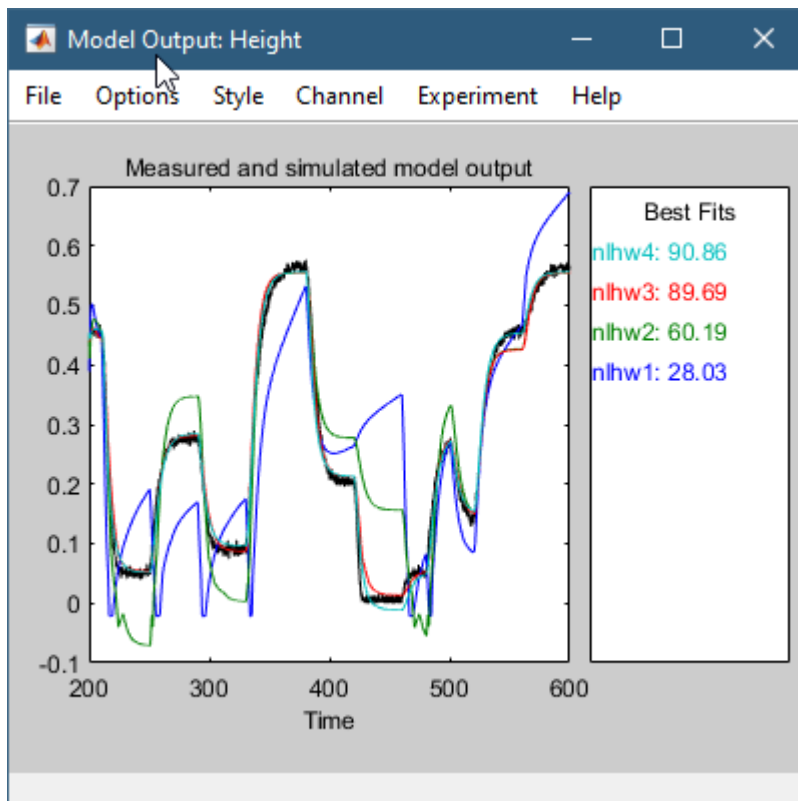 Model Output: Height
File Options Style Channel Experiment Help
Measured and simulated model output
0.7
0.6
0.5
0.4
0.3
0.2
0.1
0
-0.1
200 300 400 500 600
Time
Best Fits
nlhw4: 90.86
nlhw3: 89.69
nlhw2: 60.19
nlhw1: 28.03